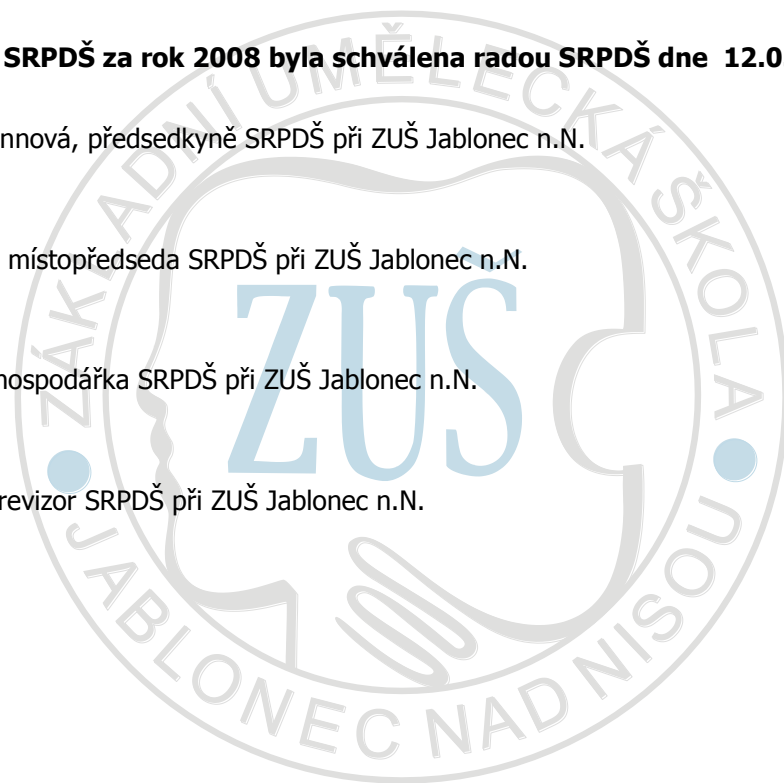 SRPDŠ za rok 2008 byla schválena radou SRPDŠ dne 12.0
nnová, předsedkyně SRPDŠ při ZUŠ Jablonec n.N.
místopředseda SRPDŠ při ZUŠ Jablonec n.N.
hospodářka SRPDŠ při ZUŠ Jablonec n.N.
revizor SRPDŠ při ZUŠ Jablonec n.N.
ZÁKLADNÍ UMĚLECKÁ ŠKOLA
ZUŠ
JABLONEC NAD NISOU